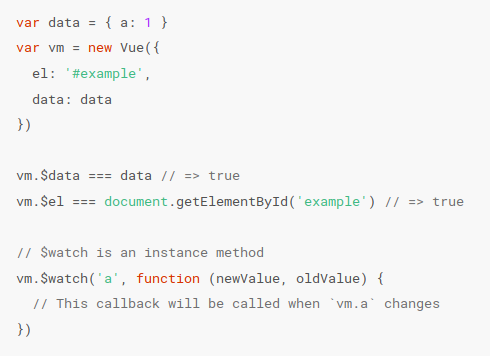 var data = { a: 1 }
var vm = new Vue({
  el: '#example',
  data: data
})

vm.$data === data // => true
vm.$el === document.getElementById('example') // => true

// $watch is an instance method
vm.$watch('a', function (newValue, oldValue) {
  // This callback will be called when `vm.a` changes
})